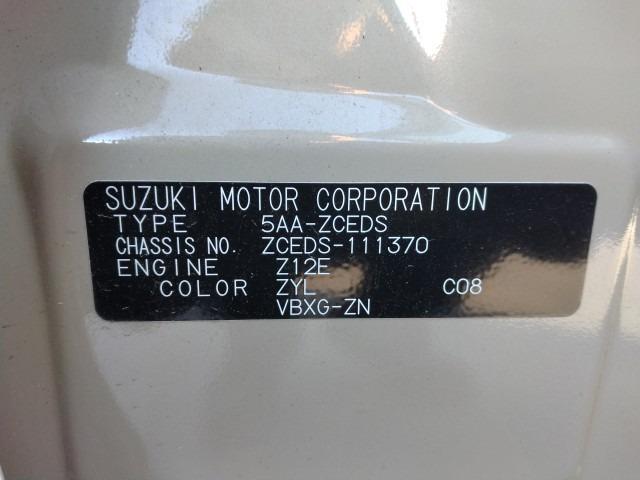 SUZUKI MOTOR CORPORATION
TYPE 5AA-ZCEDS
CHASSIS NO. ZCEDS-111370
ENGINE Z12E
COLOR ZYL C08
VBXG-ZN